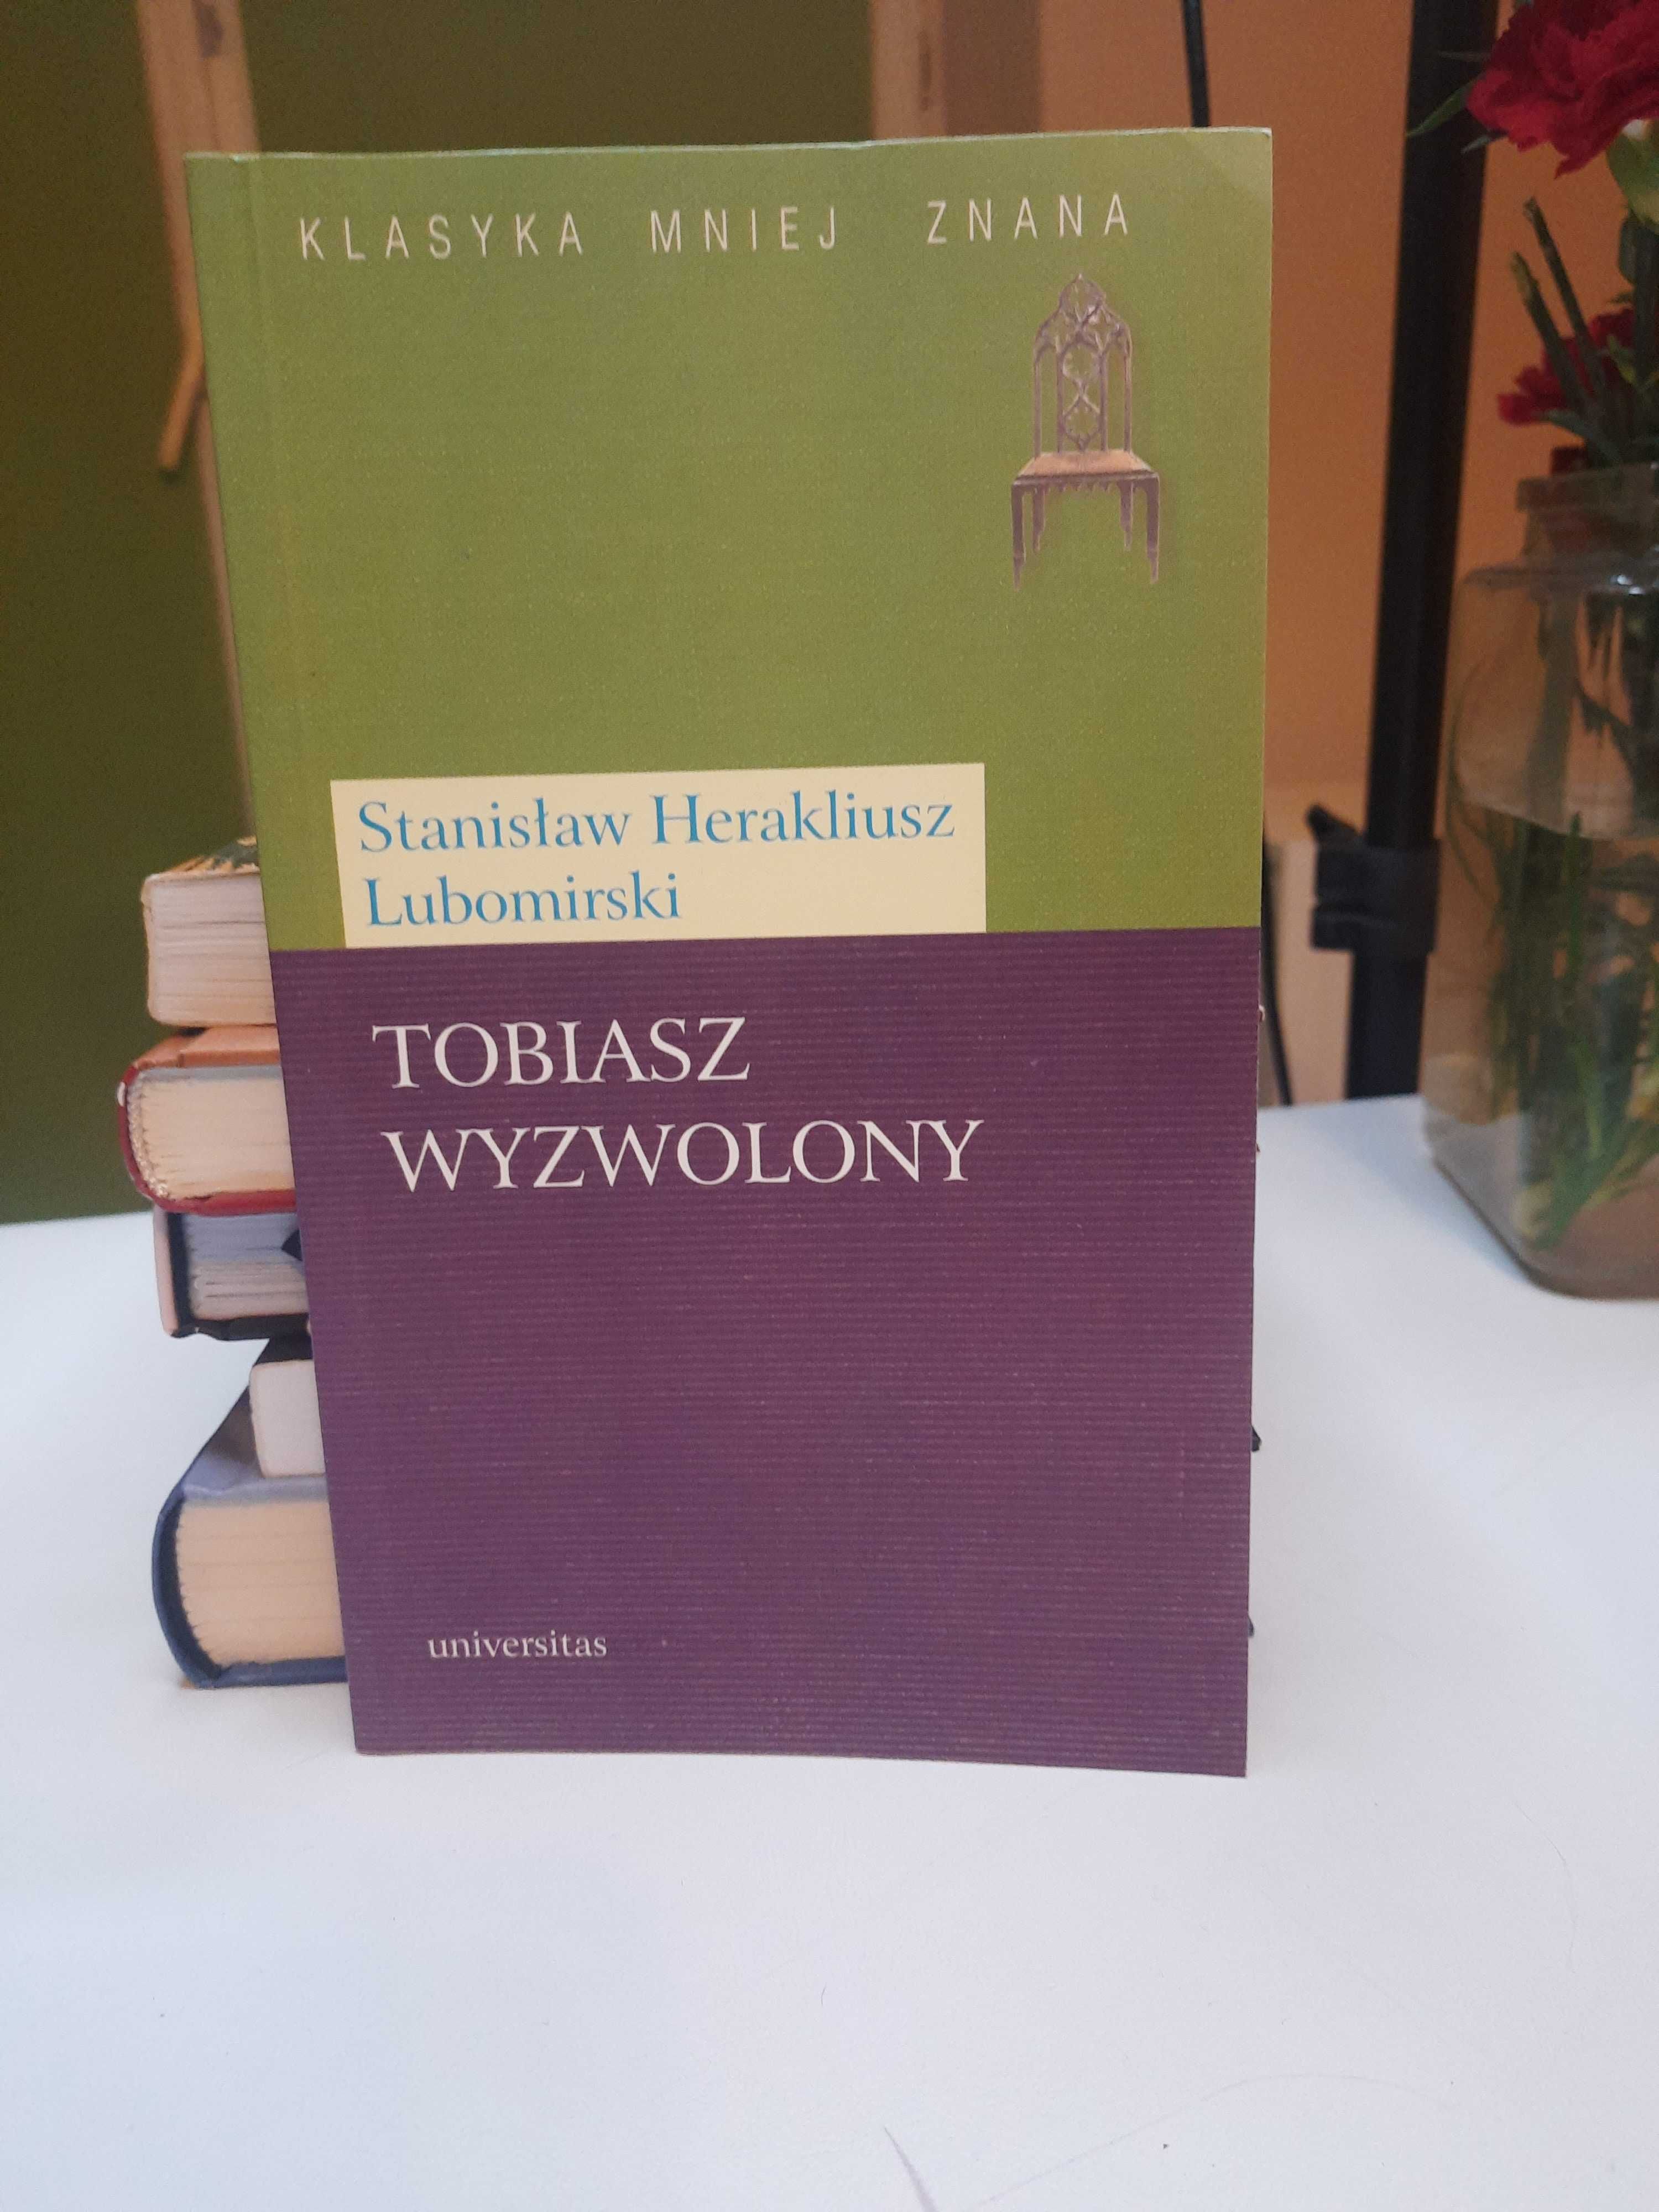 KLASYKA MNIEJ ZNANA
Stanisław Herakliusz
Lubomirski
TOBIASZ
WYZWOLONY
universitas